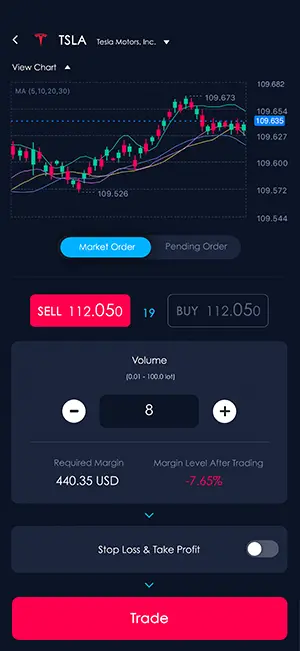 TSLA Tesla Motors, Inc.
View Chart
MA (5,10,20,30)
109.682
109.673
109.654
109.635
109.627
109.600
109.572
109.526
109.544
Market Order Pending Order
SELL 112.050 19 BUY 112.050
Volume
(0.01 - 100.0 lot)
8
Required Margin Margin Level After Trading
440.35 USD -7.65%
Stop Loss & Take Profit
Trade